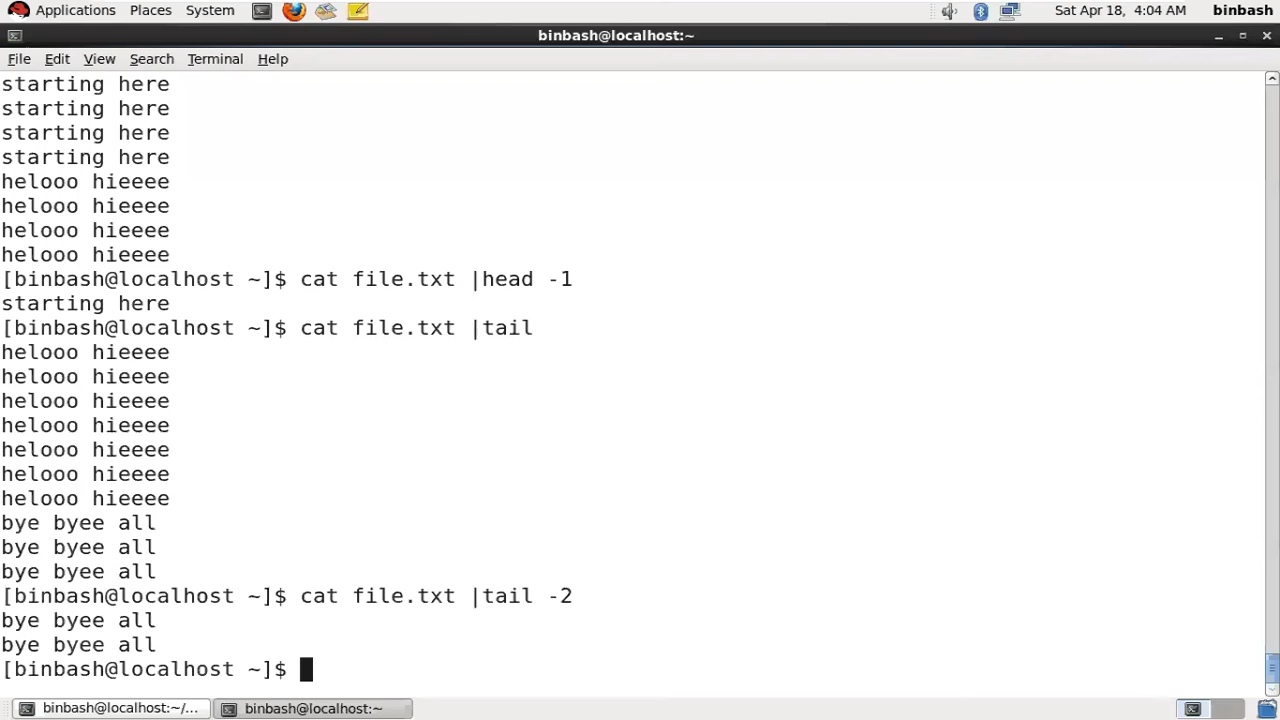 Applications Places System Sat Apr 18, 4:04 AM binbash
binbash@localhost:~
File Edit View Search Terminal Help
starting here
starting here
starting here
starting here
helooo hieeee
helooo hieeee
helooo hieeee
helooo hieeee
[binbash@localhost ~]$ cat file.txt |head -1
starting here
[binbash@localhost ~]$ cat file.txt |tail
helooo hieeee
helooo hieeee
helooo hieeee
helooo hieeee
helooo hieeee
helooo hieeee
helooo hieeee
bye byee all
bye byee all
bye byee all
[binbash@localhost ~]$ cat file.txt |tail -2
bye byee all
bye byee all
[binbash@localhost ~]$
binbash@localhost:~/... binbash@localhost:~